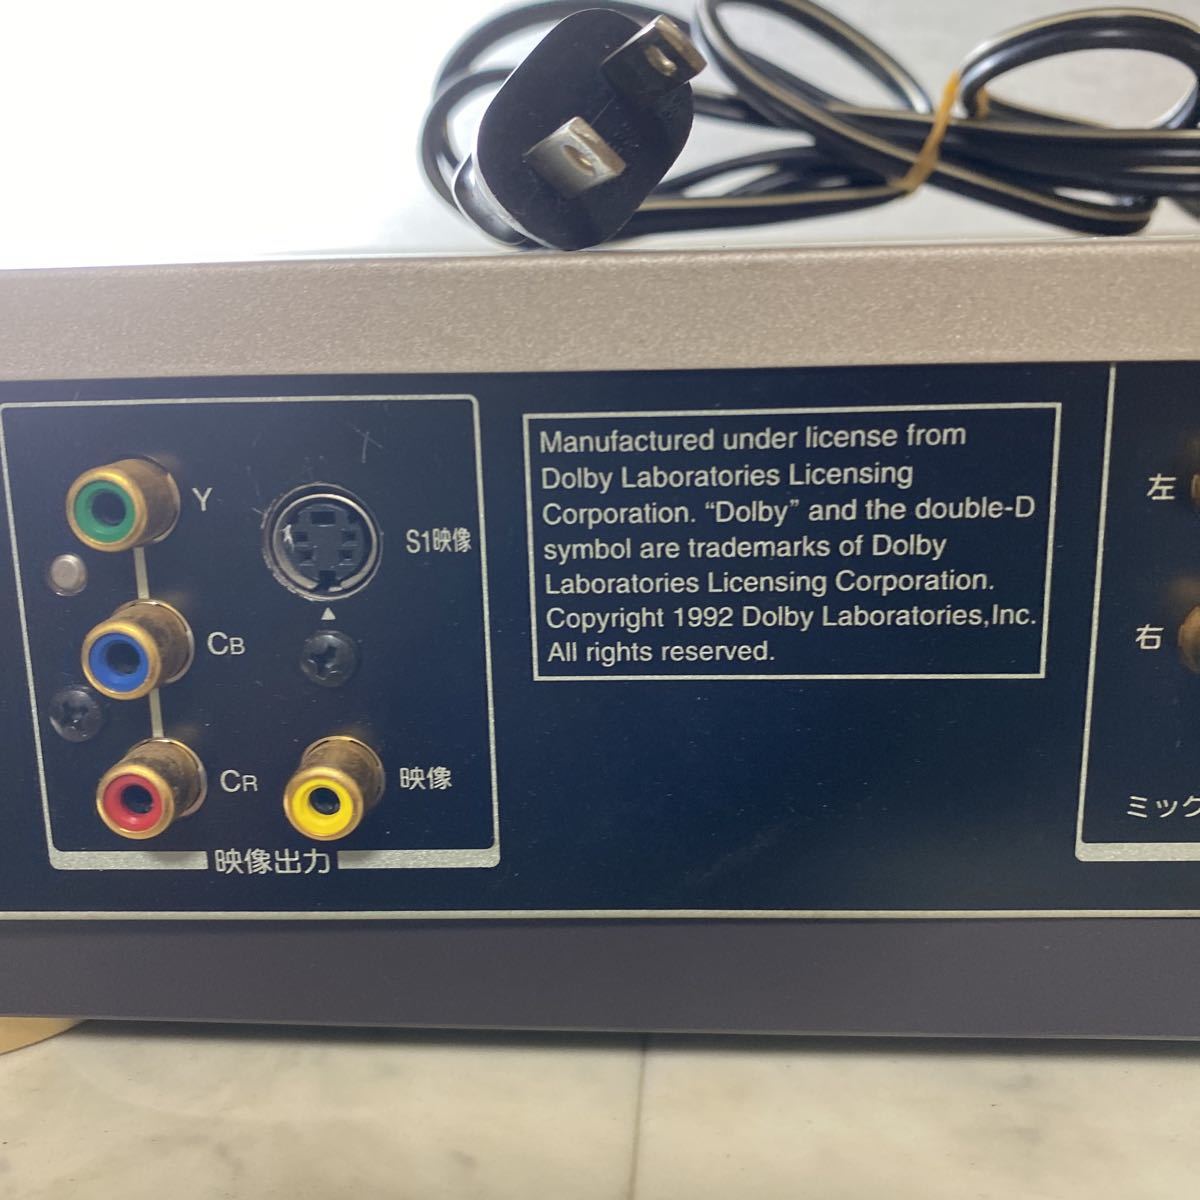 Y
S1映像
CB
CR
映像
映像出力
Manufactured under license from
Dolby Laboratories Licensing
Corporation. “Dolby” and the double-D
symbol are trademarks of Dolby
Laboratories Licensing Corporation.
Copyright 1992 Dolby Laboratories,Inc.
All rights reserved.
左
右
ミック